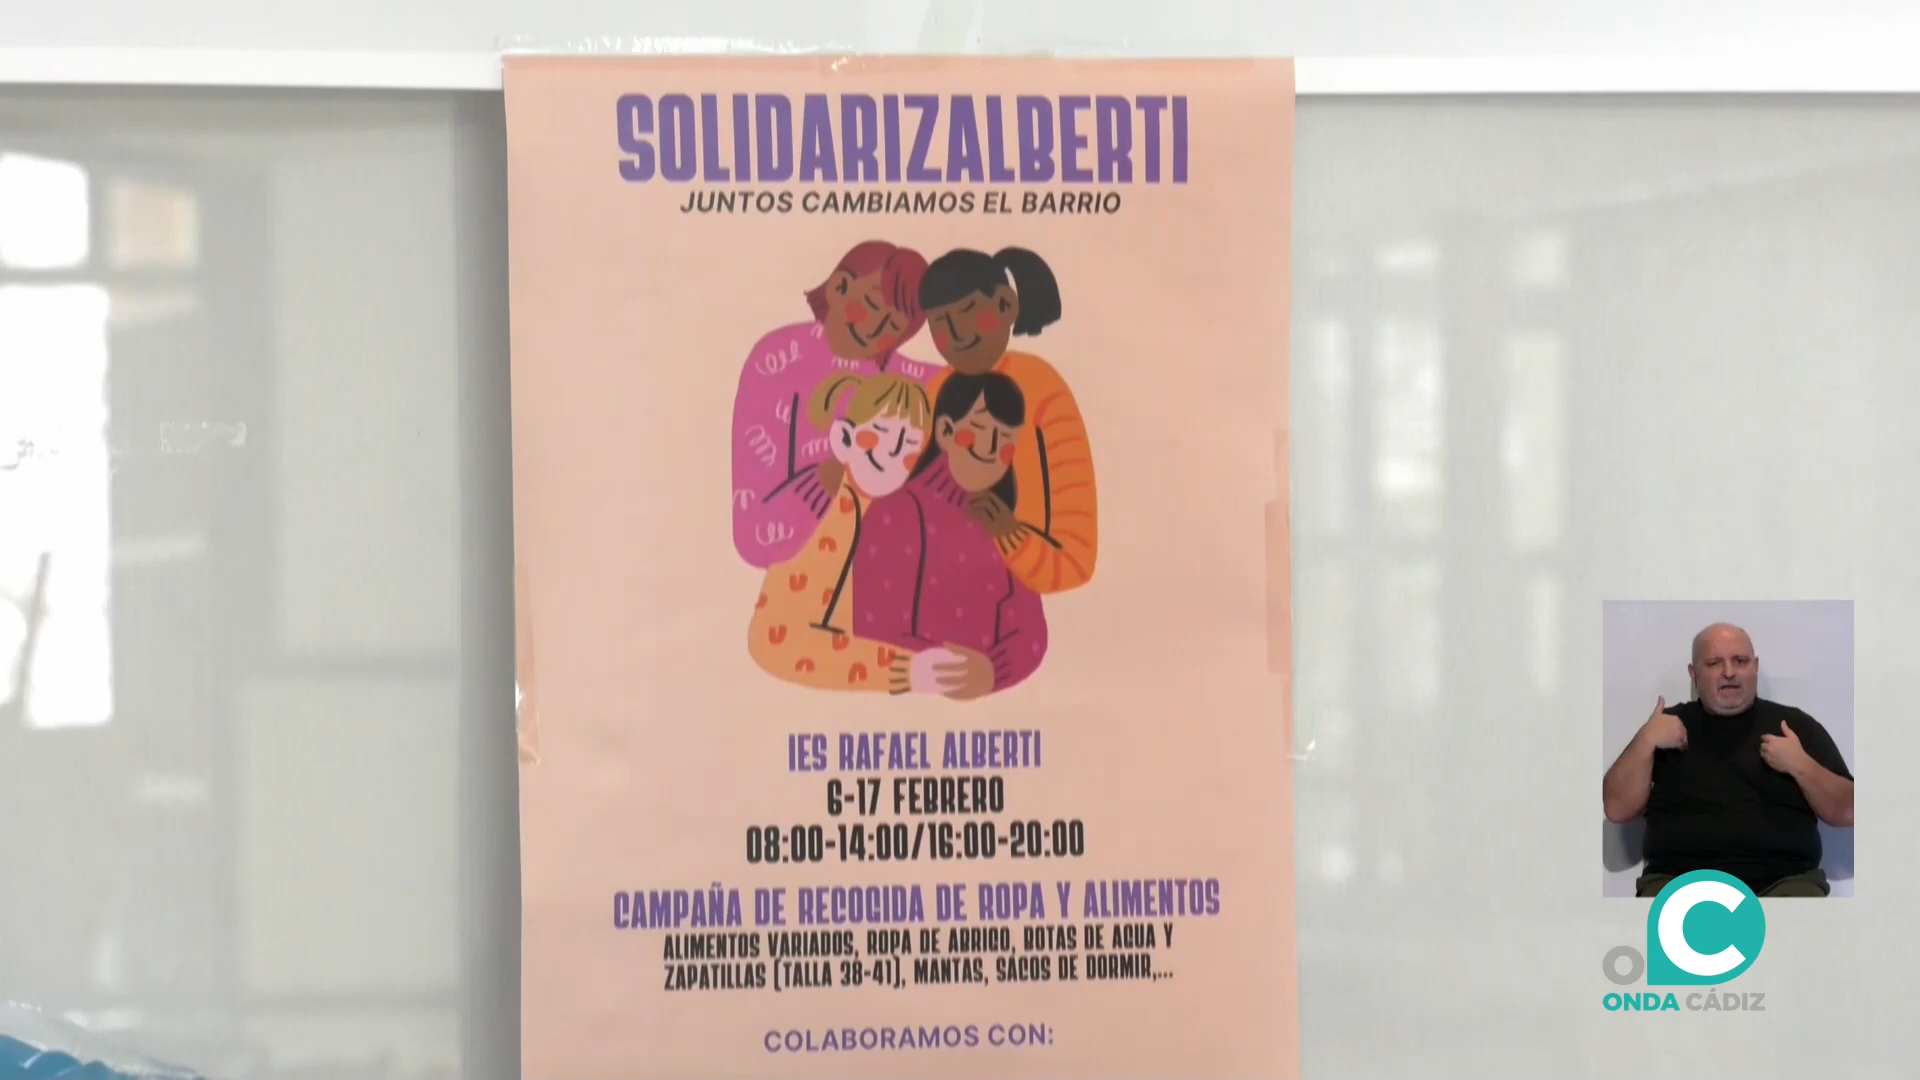 SOLIDARIZALBERTI
JUNTOS CAMBIAMOS EL BARRIO
IES RAFAEL ALBERTI
6-17 FEBRERO
08:00-14:00/16:00-20:00
CAMPAÑA DE RECOGIDA DE ROPA Y ALIMENTOS
ALIMENTOS VARIADOS, ROPA DE ABRIGO, BOTAS DE AGUA Y
ZAPATILLAS (TALLA 38-41), MANTAS, SACOS DE DORMIR,...
COLABORAMOS CON:
OC
ONDA CÁDIZ